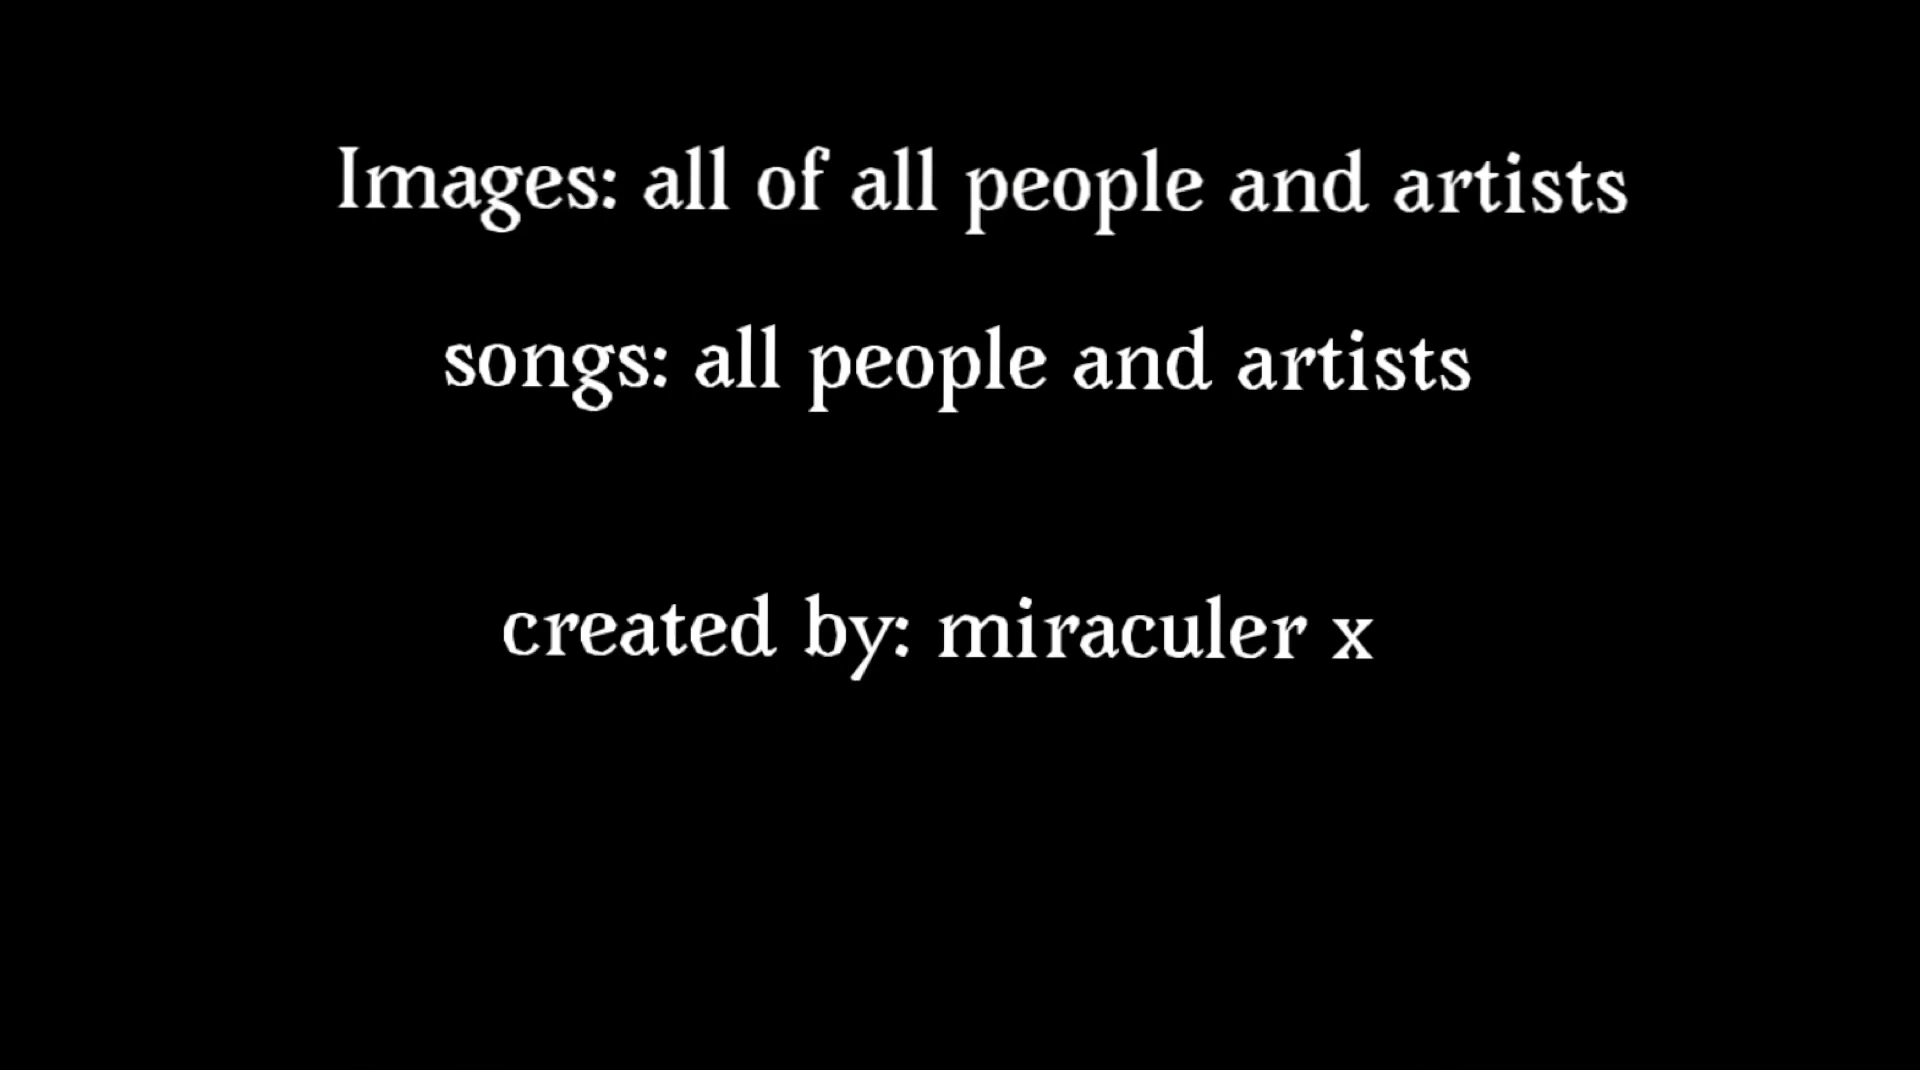 Images: all of all people and artists
songs: all people and artists
created by: miraculer x